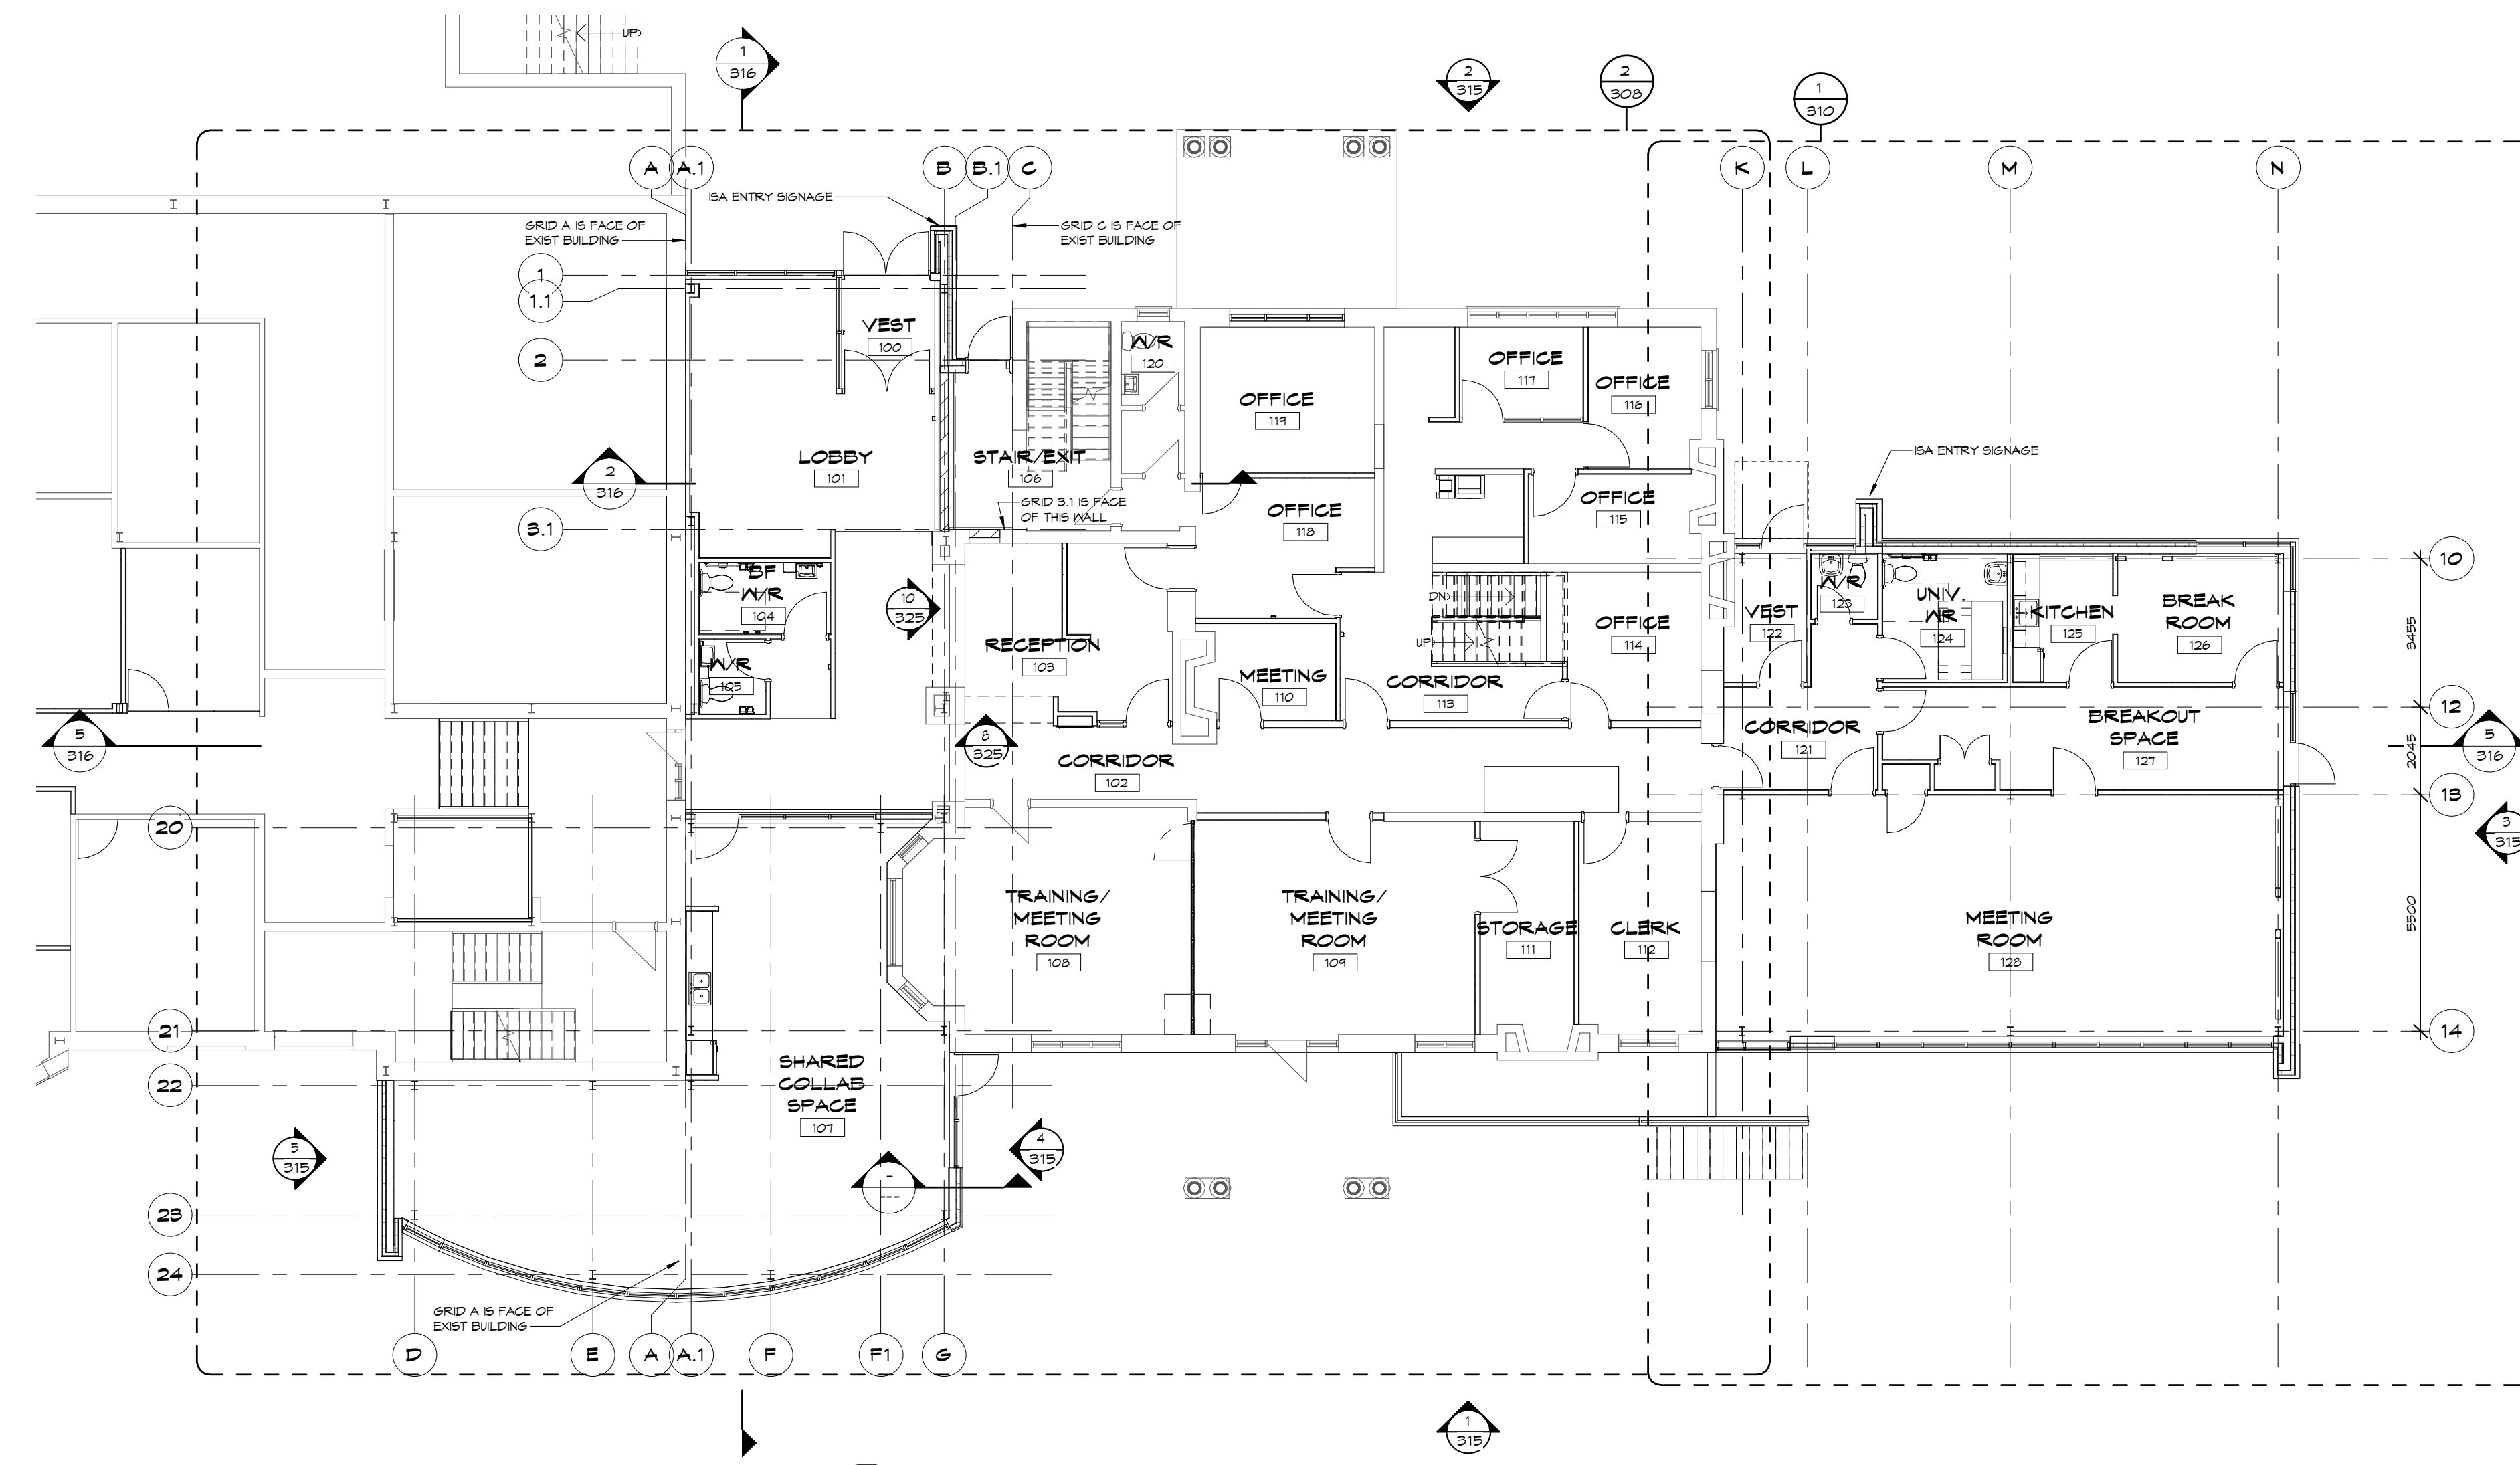 UP
1
316
2
315
2
308
1
310
A
A.1
B
B.1
C
K
L
M
N
ISA ENTRY SIGNAGE
GRID A IS FACE OF
EXIST BUILDING
GRID C IS FACE OF
EXIST BUILDING
1
1.1
2
3.1
VEST
100
W/R
120
OFFICE
119
OFFICE
117
OFFICE
116
LOBBY
101
STAIR/EXIT
106
2
316
GRID 3.1 IS FACE
OF THIS WALL
OFFICE
118
OFFICE
115
ISA ENTRY SIGNAGE
BF
W/R
104
W/R
105
10
325
RECEPTION
103
MEETING
110
DN
UP
CORRIDOR
113
OFFICE
114
VEST
122
W/R
123
UNIV.
WR
124
KITCHEN
125
BREAK
ROOM
126
10
3455
12
2045
13
5500
14
5
316
8
325
CORRIDOR
102
CORRIDOR
121
BREAKOUT
SPACE
127
5
316
3
315
20
21
22
23
24
TRAINING/
MEETING
ROOM
108
TRAINING/
MEETING
ROOM
109
STORAGE
111
CLERK
112
MEETING
ROOM
128
SHARED
COLLAB
SPACE
107
5
315
4
315
-
---
GRID A IS FACE OF
EXIST BUILDING
D
E
A
A.1
F
F1
G
1
315